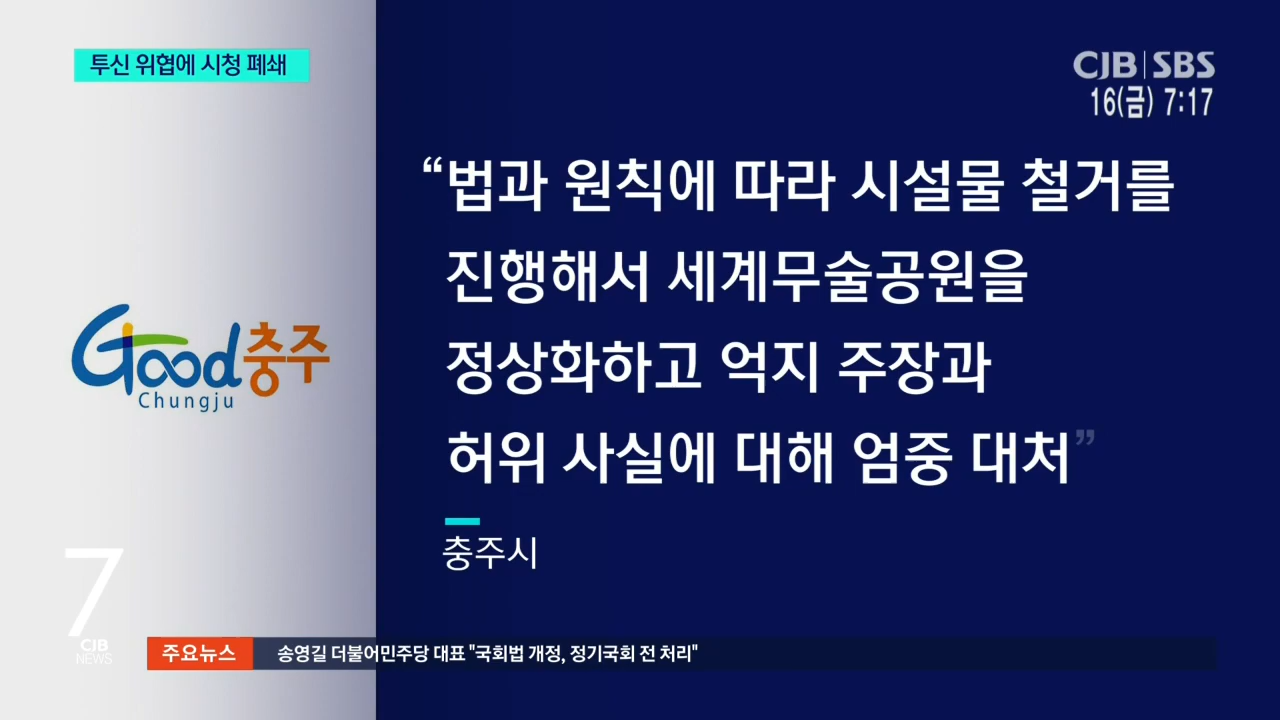 투신 위협에 시청 폐쇄
CJB SBS
16(금) 7:17
“법과 원칙에 따라 시설물 철거를
진행해서 세계무술공원을
정상화하고 억지 주장과
허위 사실에 대해 엄중 대처”
충주시
Good충주
Chungju
7
CJB
NEWS
주요뉴스 송영길 더불어민주당 대표 "국회법 개정, 정기국회 전 처리"